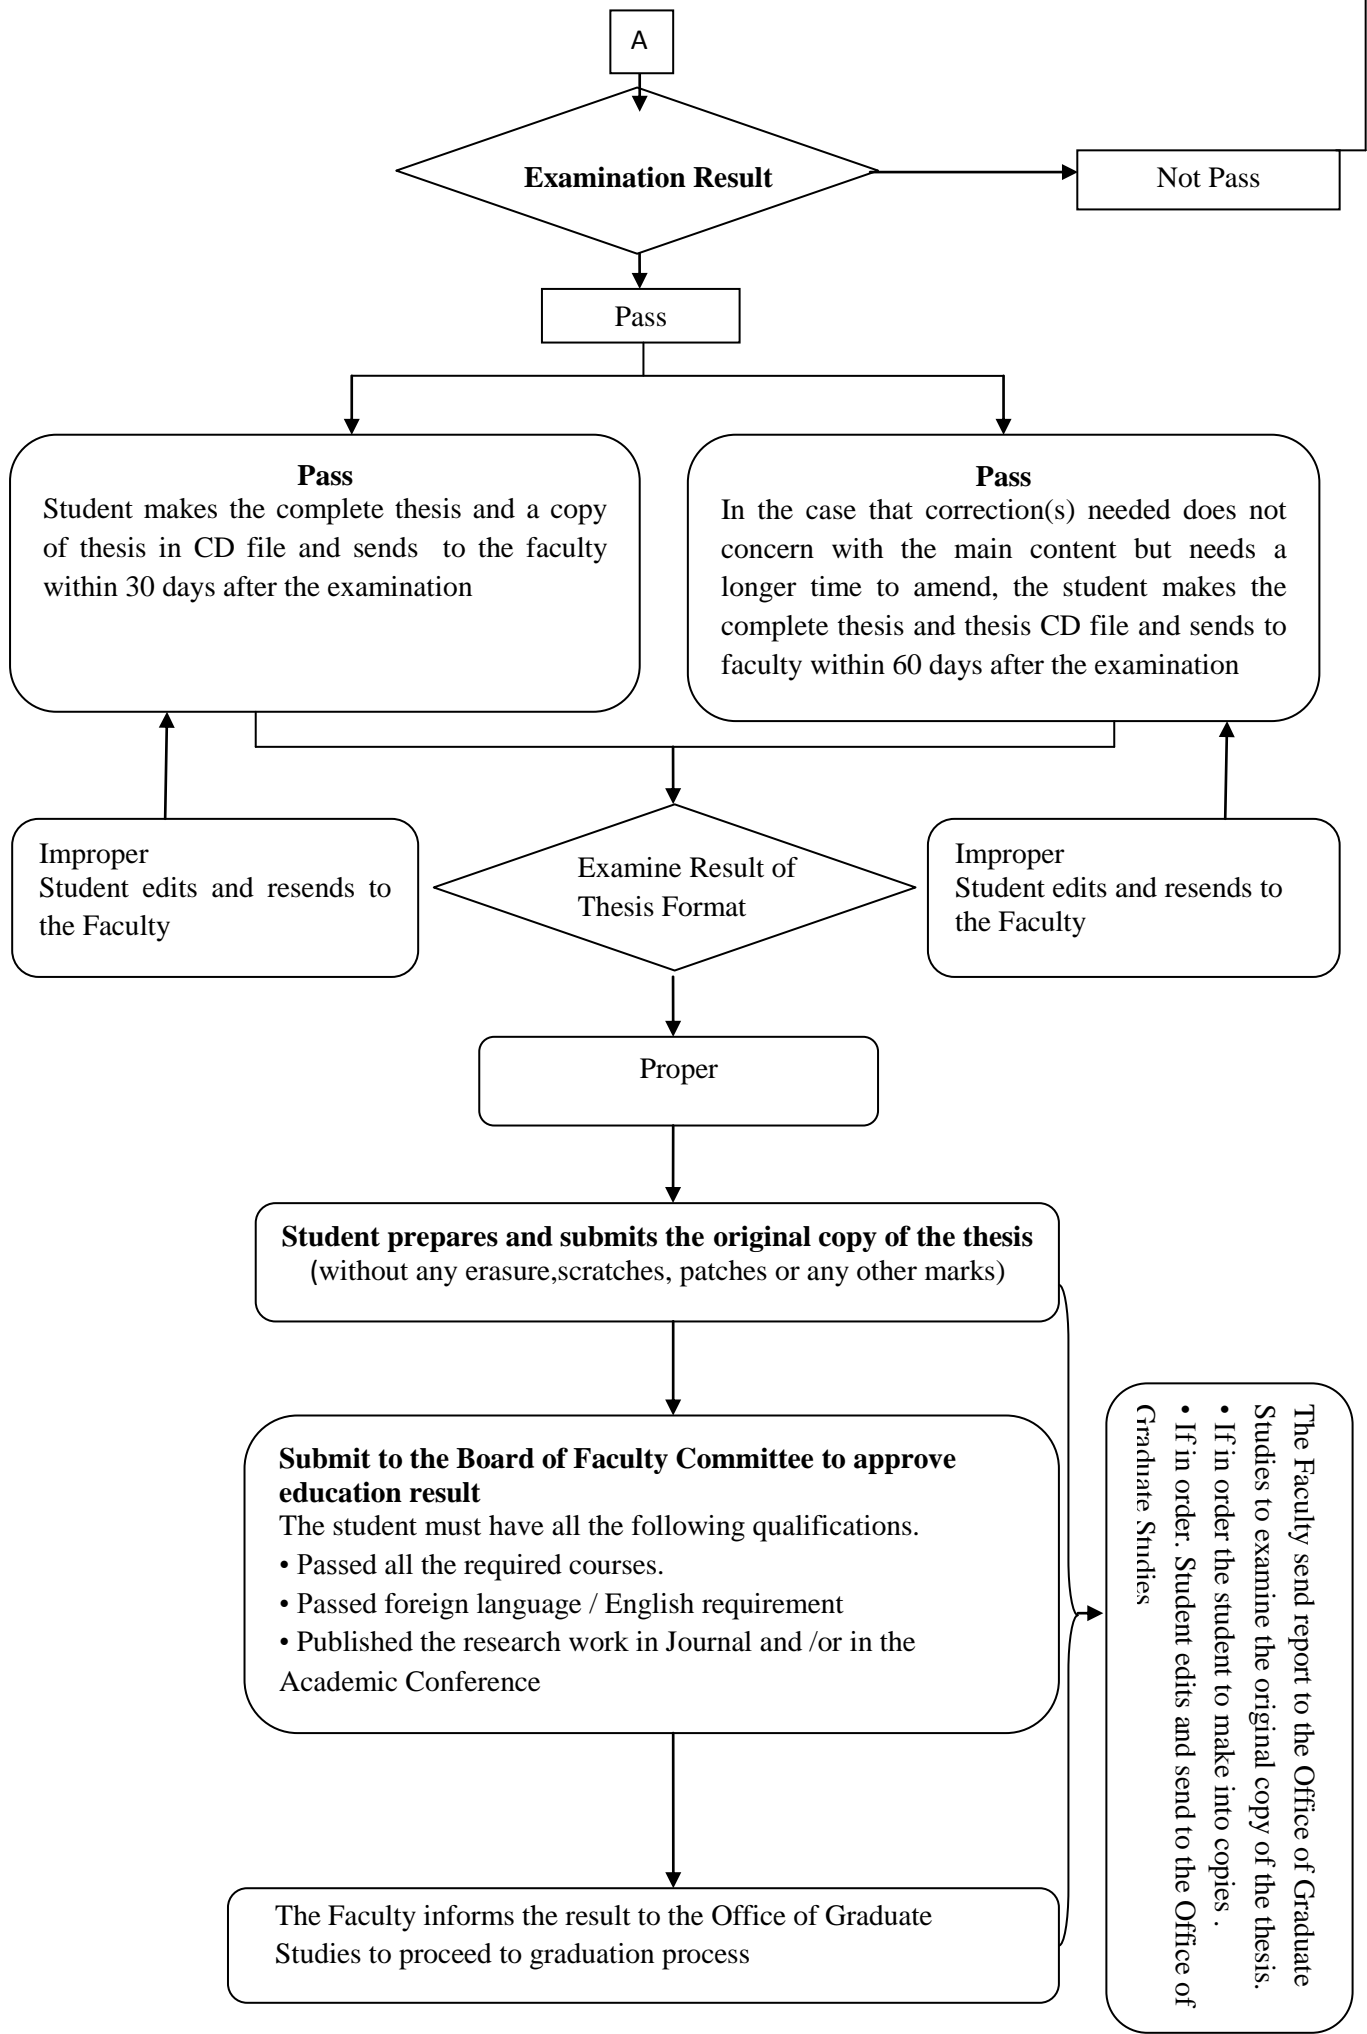 A
Examination Result
Not Pass
Pass
Pass
Student makes the complete thesis and a copy
of thesis in CD file and sends to the faculty
within 30 days after the examination
Pass
In the case that correction(s) needed does not
concern with the main content but needs a
longer time to amend, the student makes the
complete thesis and thesis CD file and sends to
faculty within 60 days after the examination
Improper
Student edits and resends to
the Faculty
Examine Result of
Thesis Format
Improper
Student edits and resends to
the Faculty
Proper
Student prepares and submits the original copy of the thesis
(without any erasure,scratches, patches or any other marks)
Submit to the Board of Faculty Committee to approve
education result
The student must have all the following qualifications.
• Passed all the required courses.
• Passed foreign language / English requirement
• Published the research work in Journal and /or in the
Academic Conference
The Faculty informs the result to the Office of Graduate
Studies to proceed to graduation process
The Faculty send report to the Office of Graduate
Studies to examine the original copy of the thesis.
• If in order the student to make into copies .
• If in order. Student edits and send to the Office of
Graduate Studies